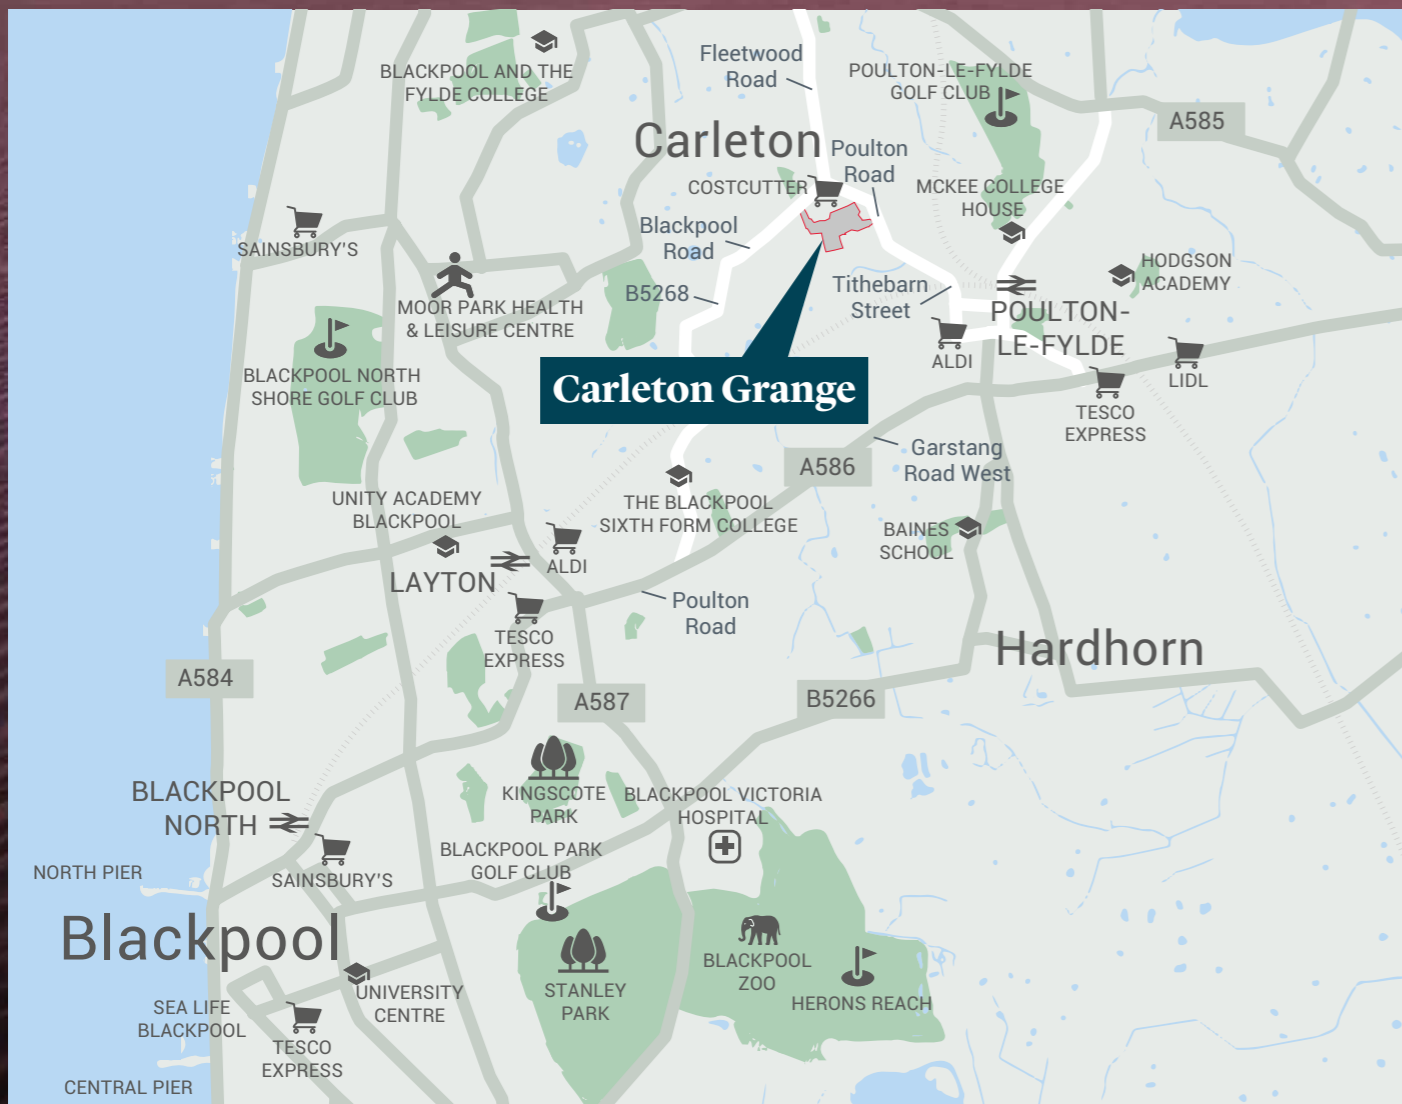 BLACKPOOL AND THE
FYLDE COLLEGE
Fleetwood
Road
POULTON-LE-FYLDE
GOLF CLUB
A585
Carleton
Poulton
Road
COSTCUTTER
MCKEE COLLEGE
HOUSE
SAINSBURY'S
Blackpool
Road
HODGSON
ACADEMY
B5268
Tithebarn
Street
MOOR PARK HEALTH
& LEISURE CENTRE
POULTON-
LE-FYLDE
ALDI
LIDL
BLACKPOOL NORTH
SHORE GOLF CLUB
Carleton Grange
TESCO
EXPRESS
Garstang
Road West
A586
UNITY ACADEMY
BLACKPOOL
THE BLACKPOOL
SIXTH FORM COLLEGE
BAINES
SCHOOL
LAYTON
ALDI
Poulton
Road
TESCO
EXPRESS
Hardhorn
A584
A587
B5266
BLACKPOOL
NORTH
KINGSCOTE
PARK
BLACKPOOL VICTORIA
HOSPITAL
NORTH PIER
SAINSBURY'S
BLACKPOOL PARK
GOLF CLUB
Blackpool
BLACKPOOL
ZOO
HERONS REACH
STANLEY
PARK
UNIVERSITY
CENTRE
SEA LIFE
BLACKPOOL
TESCO
EXPRESS
CENTRAL PIER